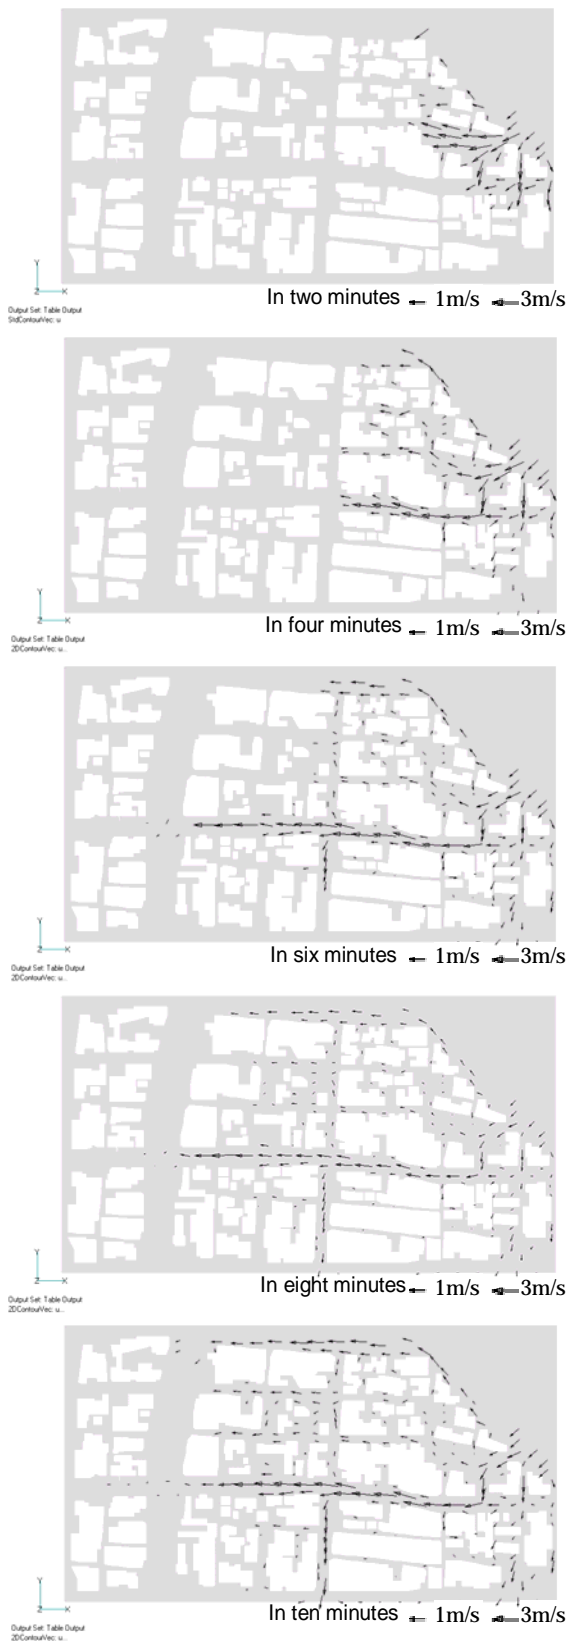 Y
Z X
In two minutes 1m/s 3m/s
Output Set: Table Output
StdContourVec: u
Y
Z X
In four minutes 1m/s 3m/s
Output Set: Table Output
2DContourVec: u..
Y
Z X
In six minutes 1m/s 3m/s
Output Set: Table Output
2DContourVec: u..
Y
Z X
In eight minutes 1m/s 3m/s
Output Set: Table Output
2DContourVec: u..
Y
Z X
In ten minutes 1m/s 3m/s
Output Set: Table Output
2DContourVec: u..